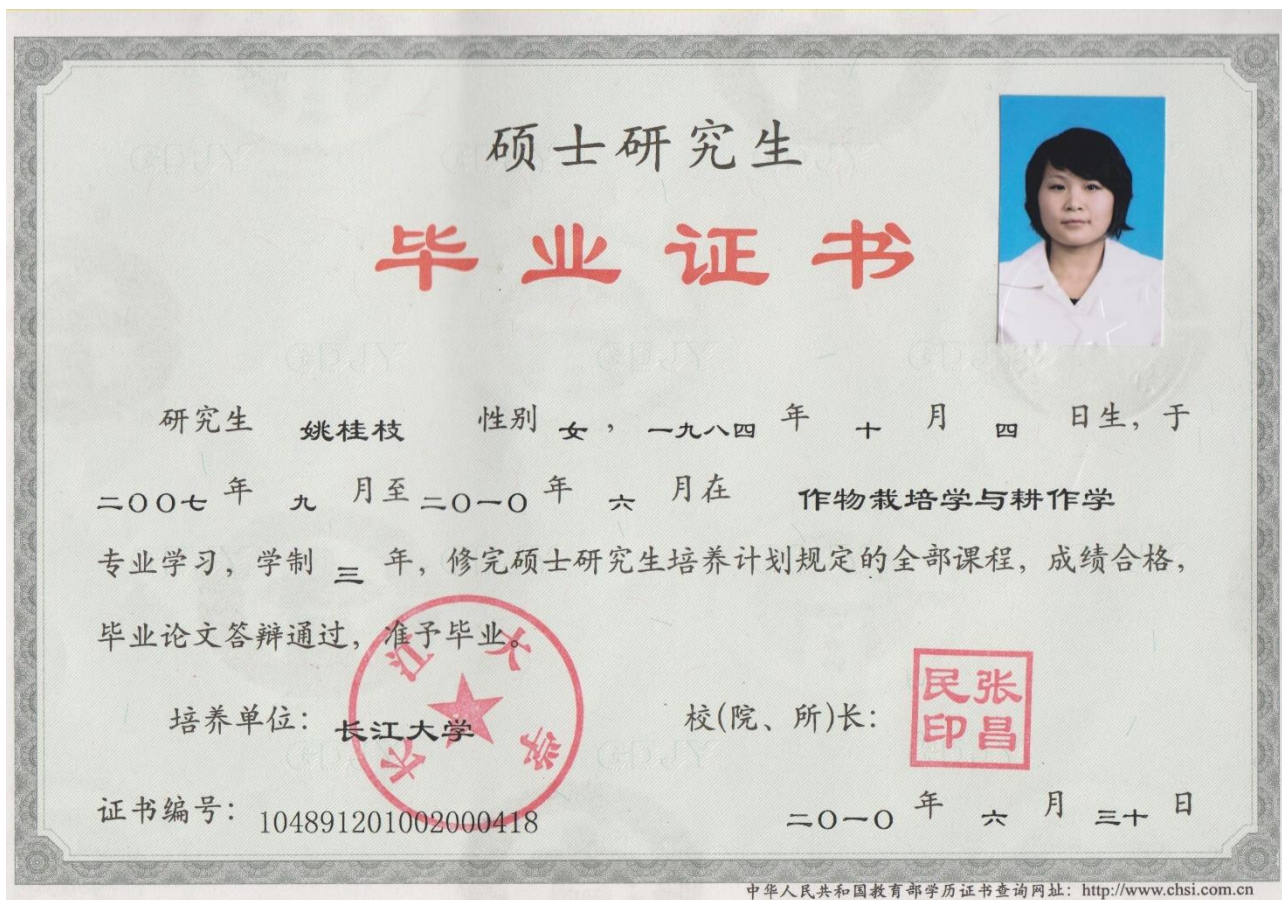 硕士研究生
毕业证书
研究生 姚桂枝 性别 女，一九八四 年 十 月 四 日生，于
二〇〇七 年 九 月至 二〇一〇 年 六 月在 作物栽培学与耕作学
专业学习，学制 三 年，修完硕士研究生培养计划规定的全部课程，成绩合格，
毕业论文答辩通过，准予毕业。
长江大学
培养单位：长江大学 校(院、所)长：
张昌民印
证书编号：104891201002000418 二〇一〇 年 六 月 三十 日
中华人民共和国教育部学历证书查询网址：http://www.chsi.com.cn